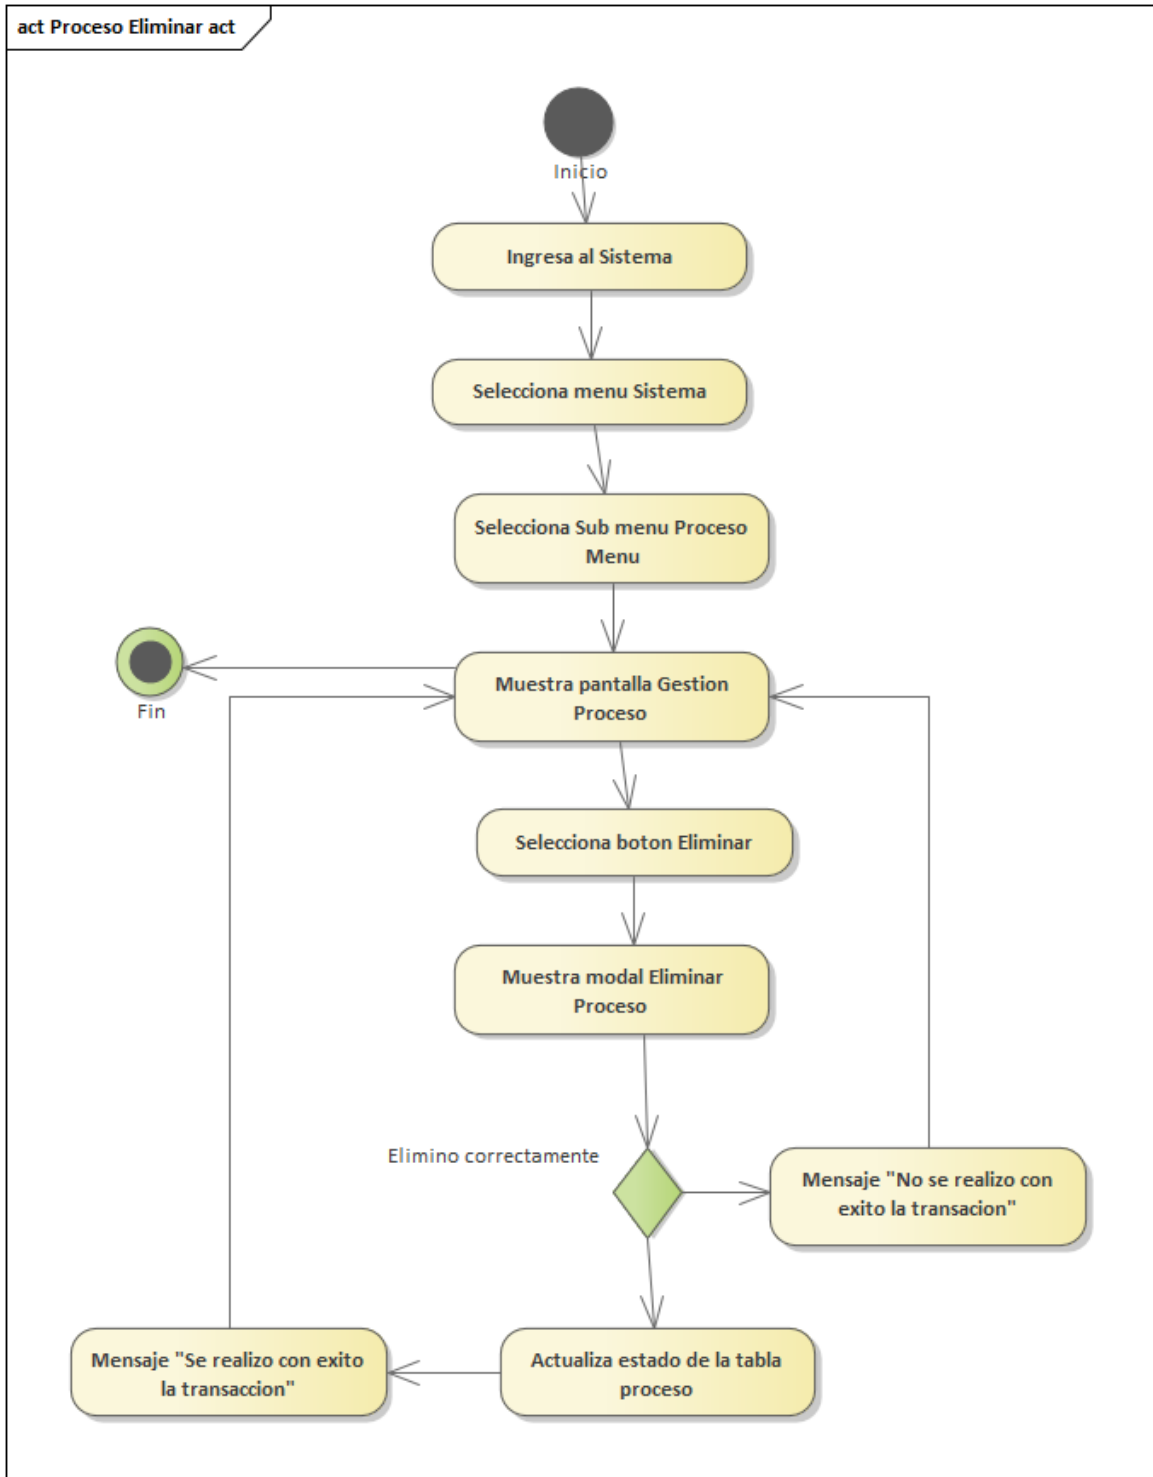 act Proceso Eliminar act
Inicio
Ingresa al Sistema
Selecciona menu Sistema
Selecciona Sub menu Proceso
Menu
Muestra pantalla Gestion
Proceso
Fin
Selecciona boton Eliminar
Muestra modal Eliminar
Proceso
Elimino correctamente
Mensaje "No se realizo con
exito la transacion"
Actualiza estado de la tabla
proceso
Mensaje "Se realizo con exito
la transaccion"